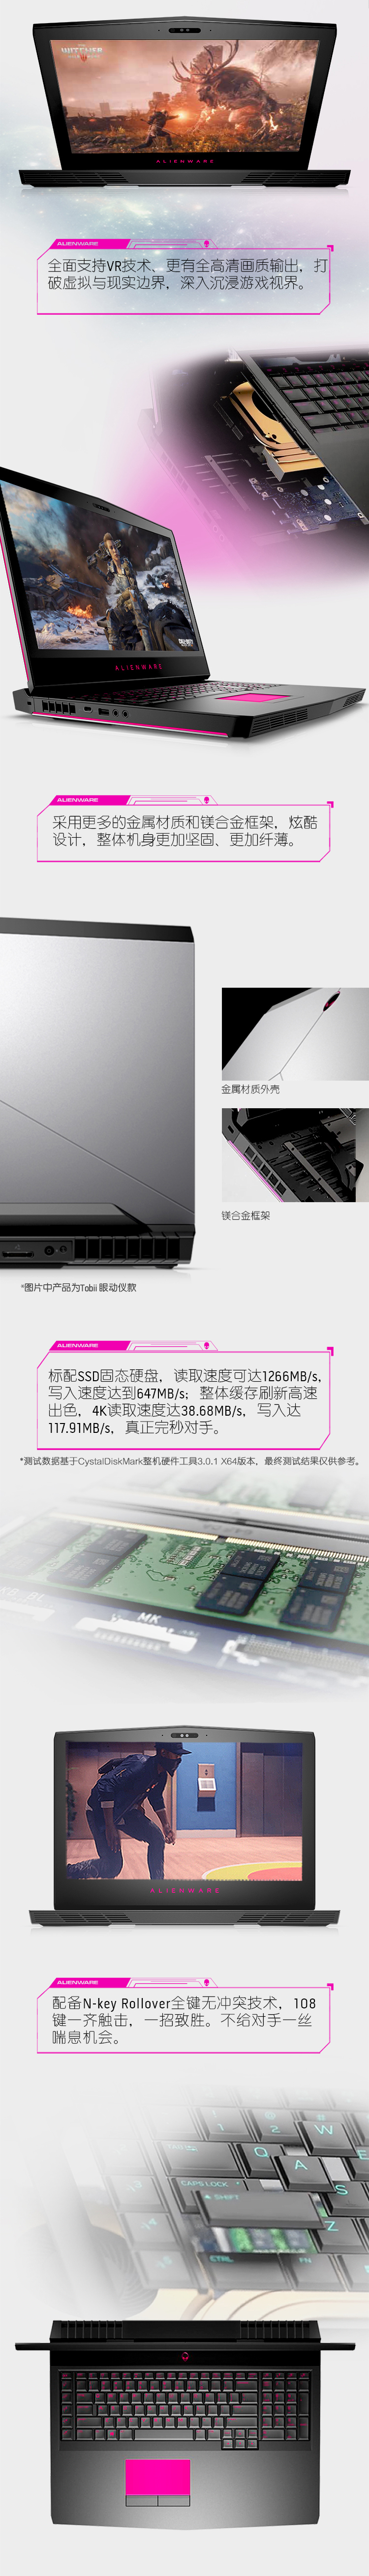 THE
WITCHER
ALIENWARE
ALIENWARE
全面支持VR技术、更有全高清画质输出，打
破虚拟与现实边界，深入沉浸游戏视界。
CALL OF DUTY
ALIENWARE
ALIENWARE
采用更多的金属材质和镁合金框架，炫酷
设计，整体机身更加坚固、更加纤薄。
金属材质外壳
镁合金框架
*图片中产品为Tobii 眼动仪款
ALIENWARE
标配SSD固态硬盘，读取速度可达1266MB/s，
写入速度达到647MB/s；整体缓存刷新高速
出色，4K读取速度达38.68MB/s，写入达
117.91MB/s，真正完秒对手。
*测试数据基于CystalDiskMark整机硬件工具3.0.1 X64版本，最终测试结果仅供参考。
MK
ALIENWARE
ALIENWARE
配备N-key Rollover全键无冲突技术，108
键一齐触击，一招致胜。不给对手一丝
喘息机会。
1 2 W
TAB Q A S
CAPS LOCK
SHIFT Z
CTRL FN